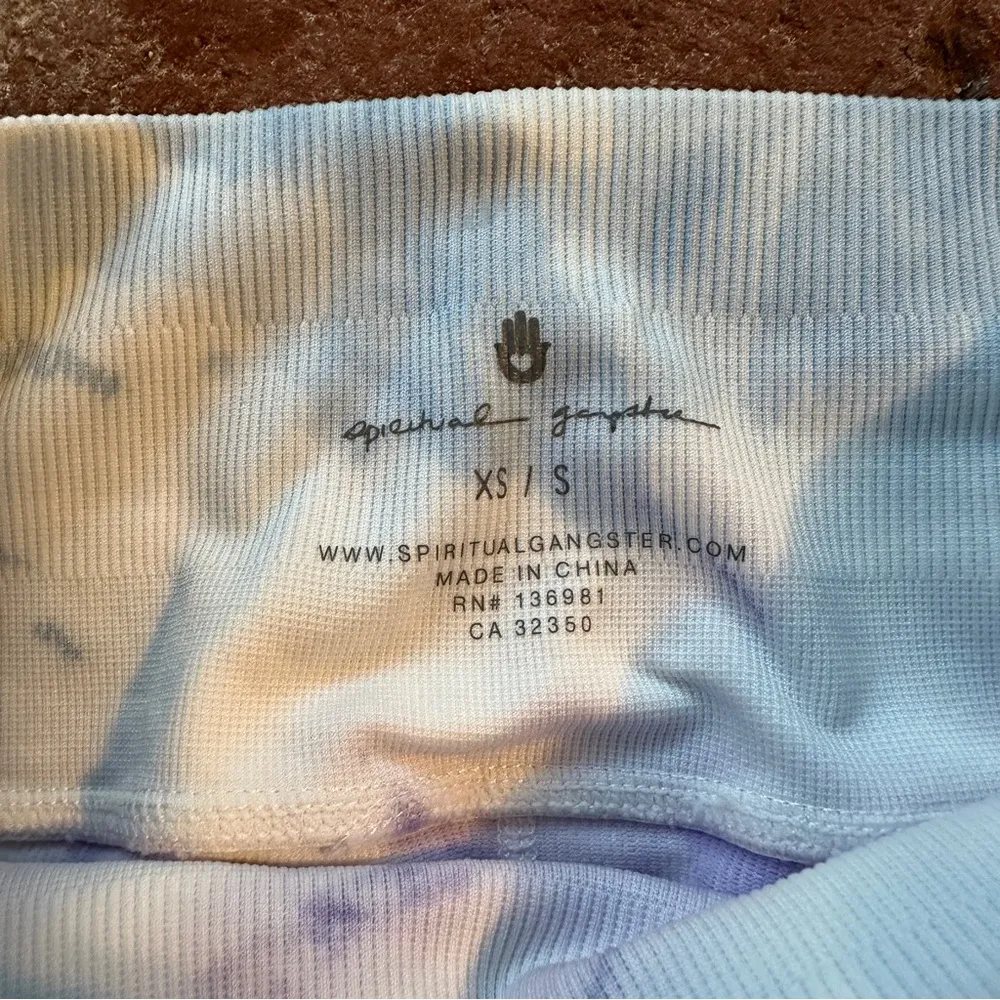 spiritual gangster
XS / S
WWW.SPIRITUALGANGSTER.COM
MADE IN CHINA
RN# 136981
CA 32350